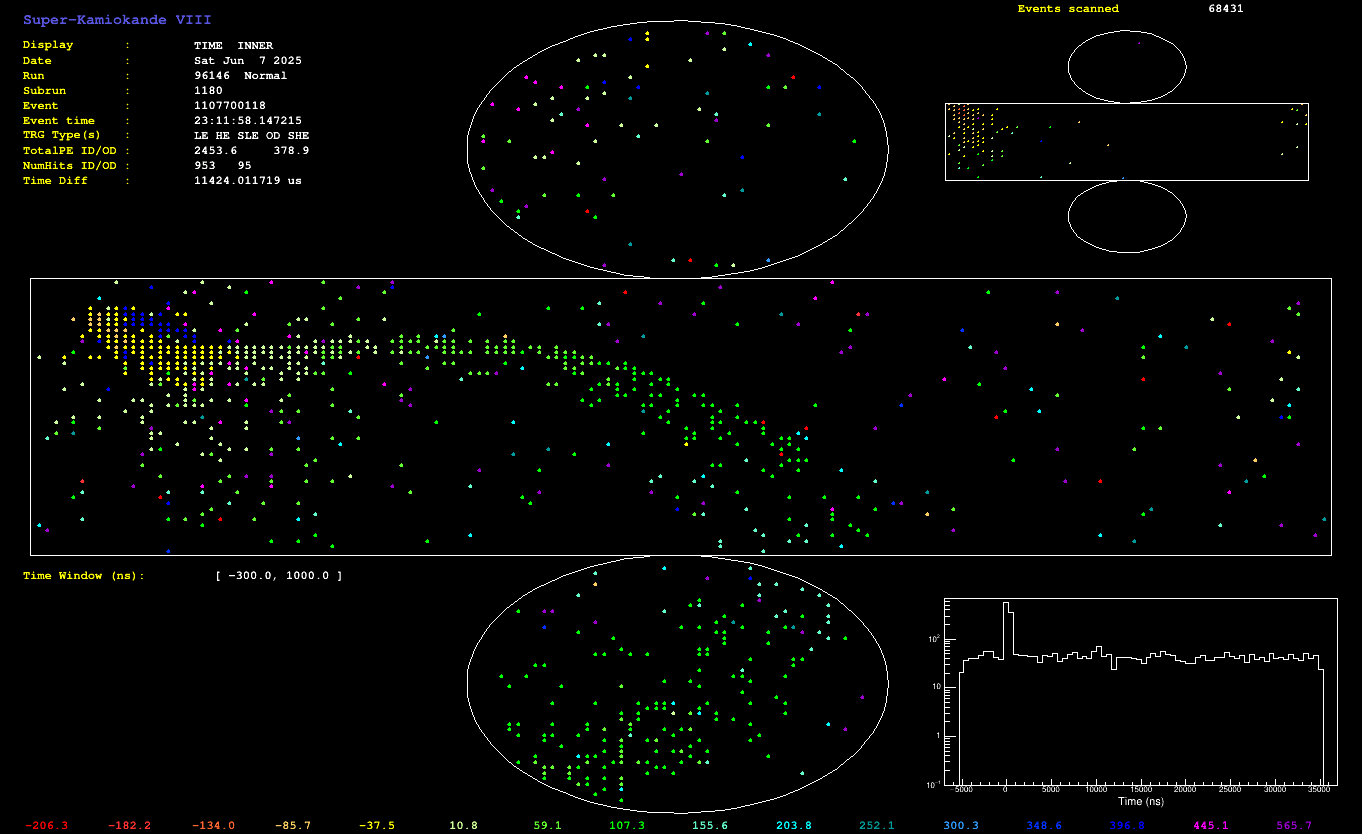 Super-Kamiokande VIII
Events scanned 68431
Display : TIME INNER
Date : Sat Jun 7 2025
Run : 96146 Normal
Subrun : 1180
Event : 1107700118
Event time : 23:11:58.147215
TRG Type(s) : LE HE SLE OD SHE
TotalPE ID/OD : 2453.6 378.9
NumHits ID/OD : 953 95
Time Diff : 11424.011719 us
Time Window (ns): [ -300.0, 1000.0 ]
10²
10
1
10⁻¹
-5000 0 5000 10000 15000 20000 25000 30000 35000
Time (ns)
-206.3 -182.2 -134.0 -85.7 -37.5 10.8 59.1 107.3 155.6 203.8 252.1 300.3 348.6 396.8 445.1 565.7